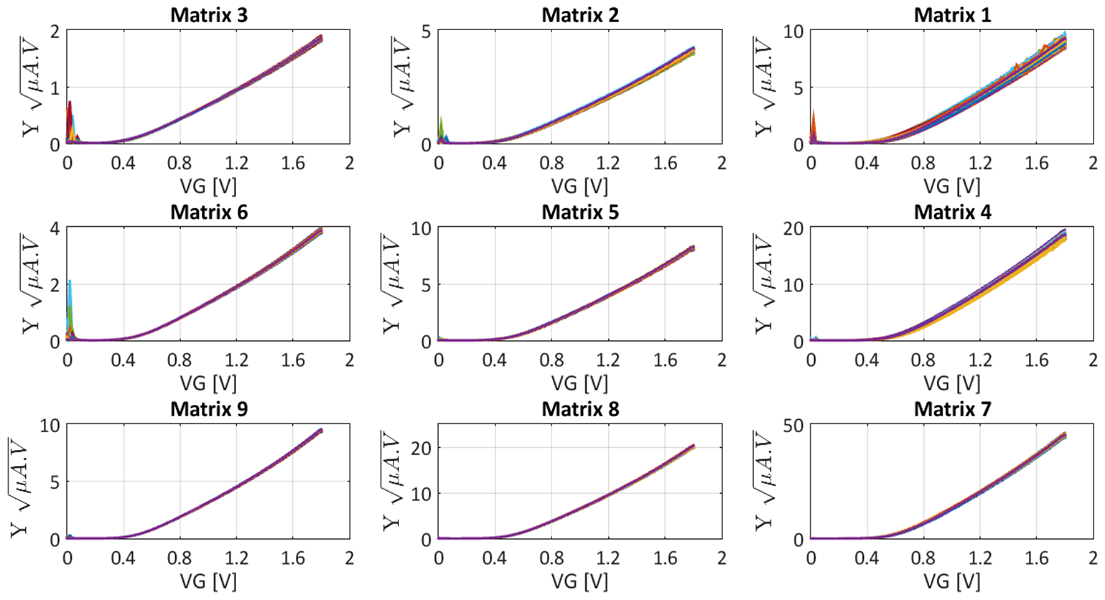 Matrix 3
Matrix 2
Matrix 1
2
1
0
Y √μA.V
0 0.4 0.8 1.2 1.6 2
VG [V]
5
0
Y √μA.V
0 0.4 0.8 1.2 1.6 2
VG [V]
10
5
0
Y √μA.V
0 0.4 0.8 1.2 1.6 2
VG [V]
Matrix 6
Matrix 5
Matrix 4
4
2
0
Y √μA.V
0 0.4 0.8 1.2 1.6 2
VG [V]
10
5
0
Y √μA.V
0 0.4 0.8 1.2 1.6 2
VG [V]
20
10
0
Y √μA.V
0 0.4 0.8 1.2 1.6 2
VG [V]
Matrix 9
Matrix 8
Matrix 7
10
5
0
Y √μA.V
0 0.4 0.8 1.2 1.6 2
VG [V]
20
10
0
Y √μA.V
0 0.4 0.8 1.2 1.6 2
VG [V]
50
0
Y √μA.V
0 0.4 0.8 1.2 1.6 2
VG [V]